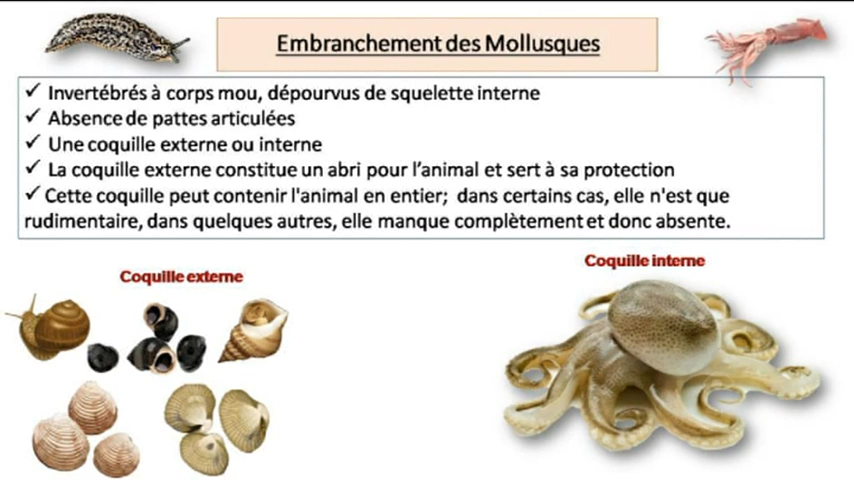 Embranchement des Mollusques
✓ Invertébrés à corps mou, dépourvus de squelette interne
✓ Absence de pattes articulées
✓ Une coquille externe ou interne
✓ La coquille externe constitue un abri pour l'animal et sert à sa protection
✓ Cette coquille peut contenir l'animal en entier; dans certains cas, elle n'est que
rudimentaire, dans quelques autres, elle manque complètement et donc absente.
Coquille externe
Coquille interne